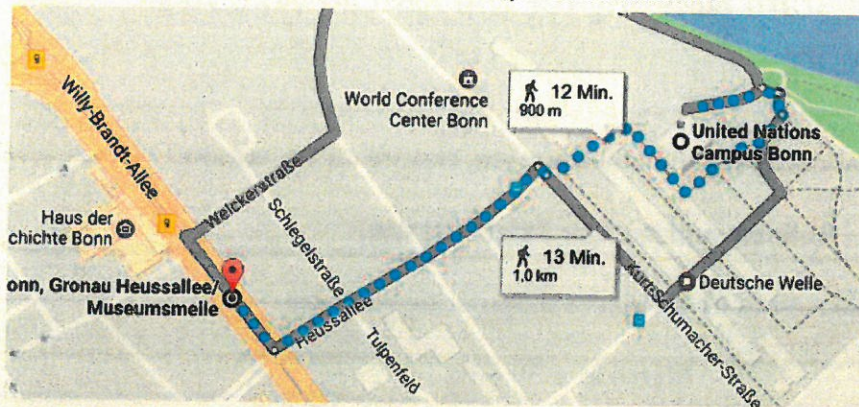 Willy-Brandt-Allee
World Conference
Center Bonn
12 Min.
900 m
United Nations
Campus Bonn
Welckerstraße
Schlegelstraße
Haus der
chichte Bonn
13 Min.
1,0 km
Deutsche Welle
onn, Gronau Heussallee/
Museumsmeile
Heussallee
Tulpenfeld
Kurt-Schumacher-Straße